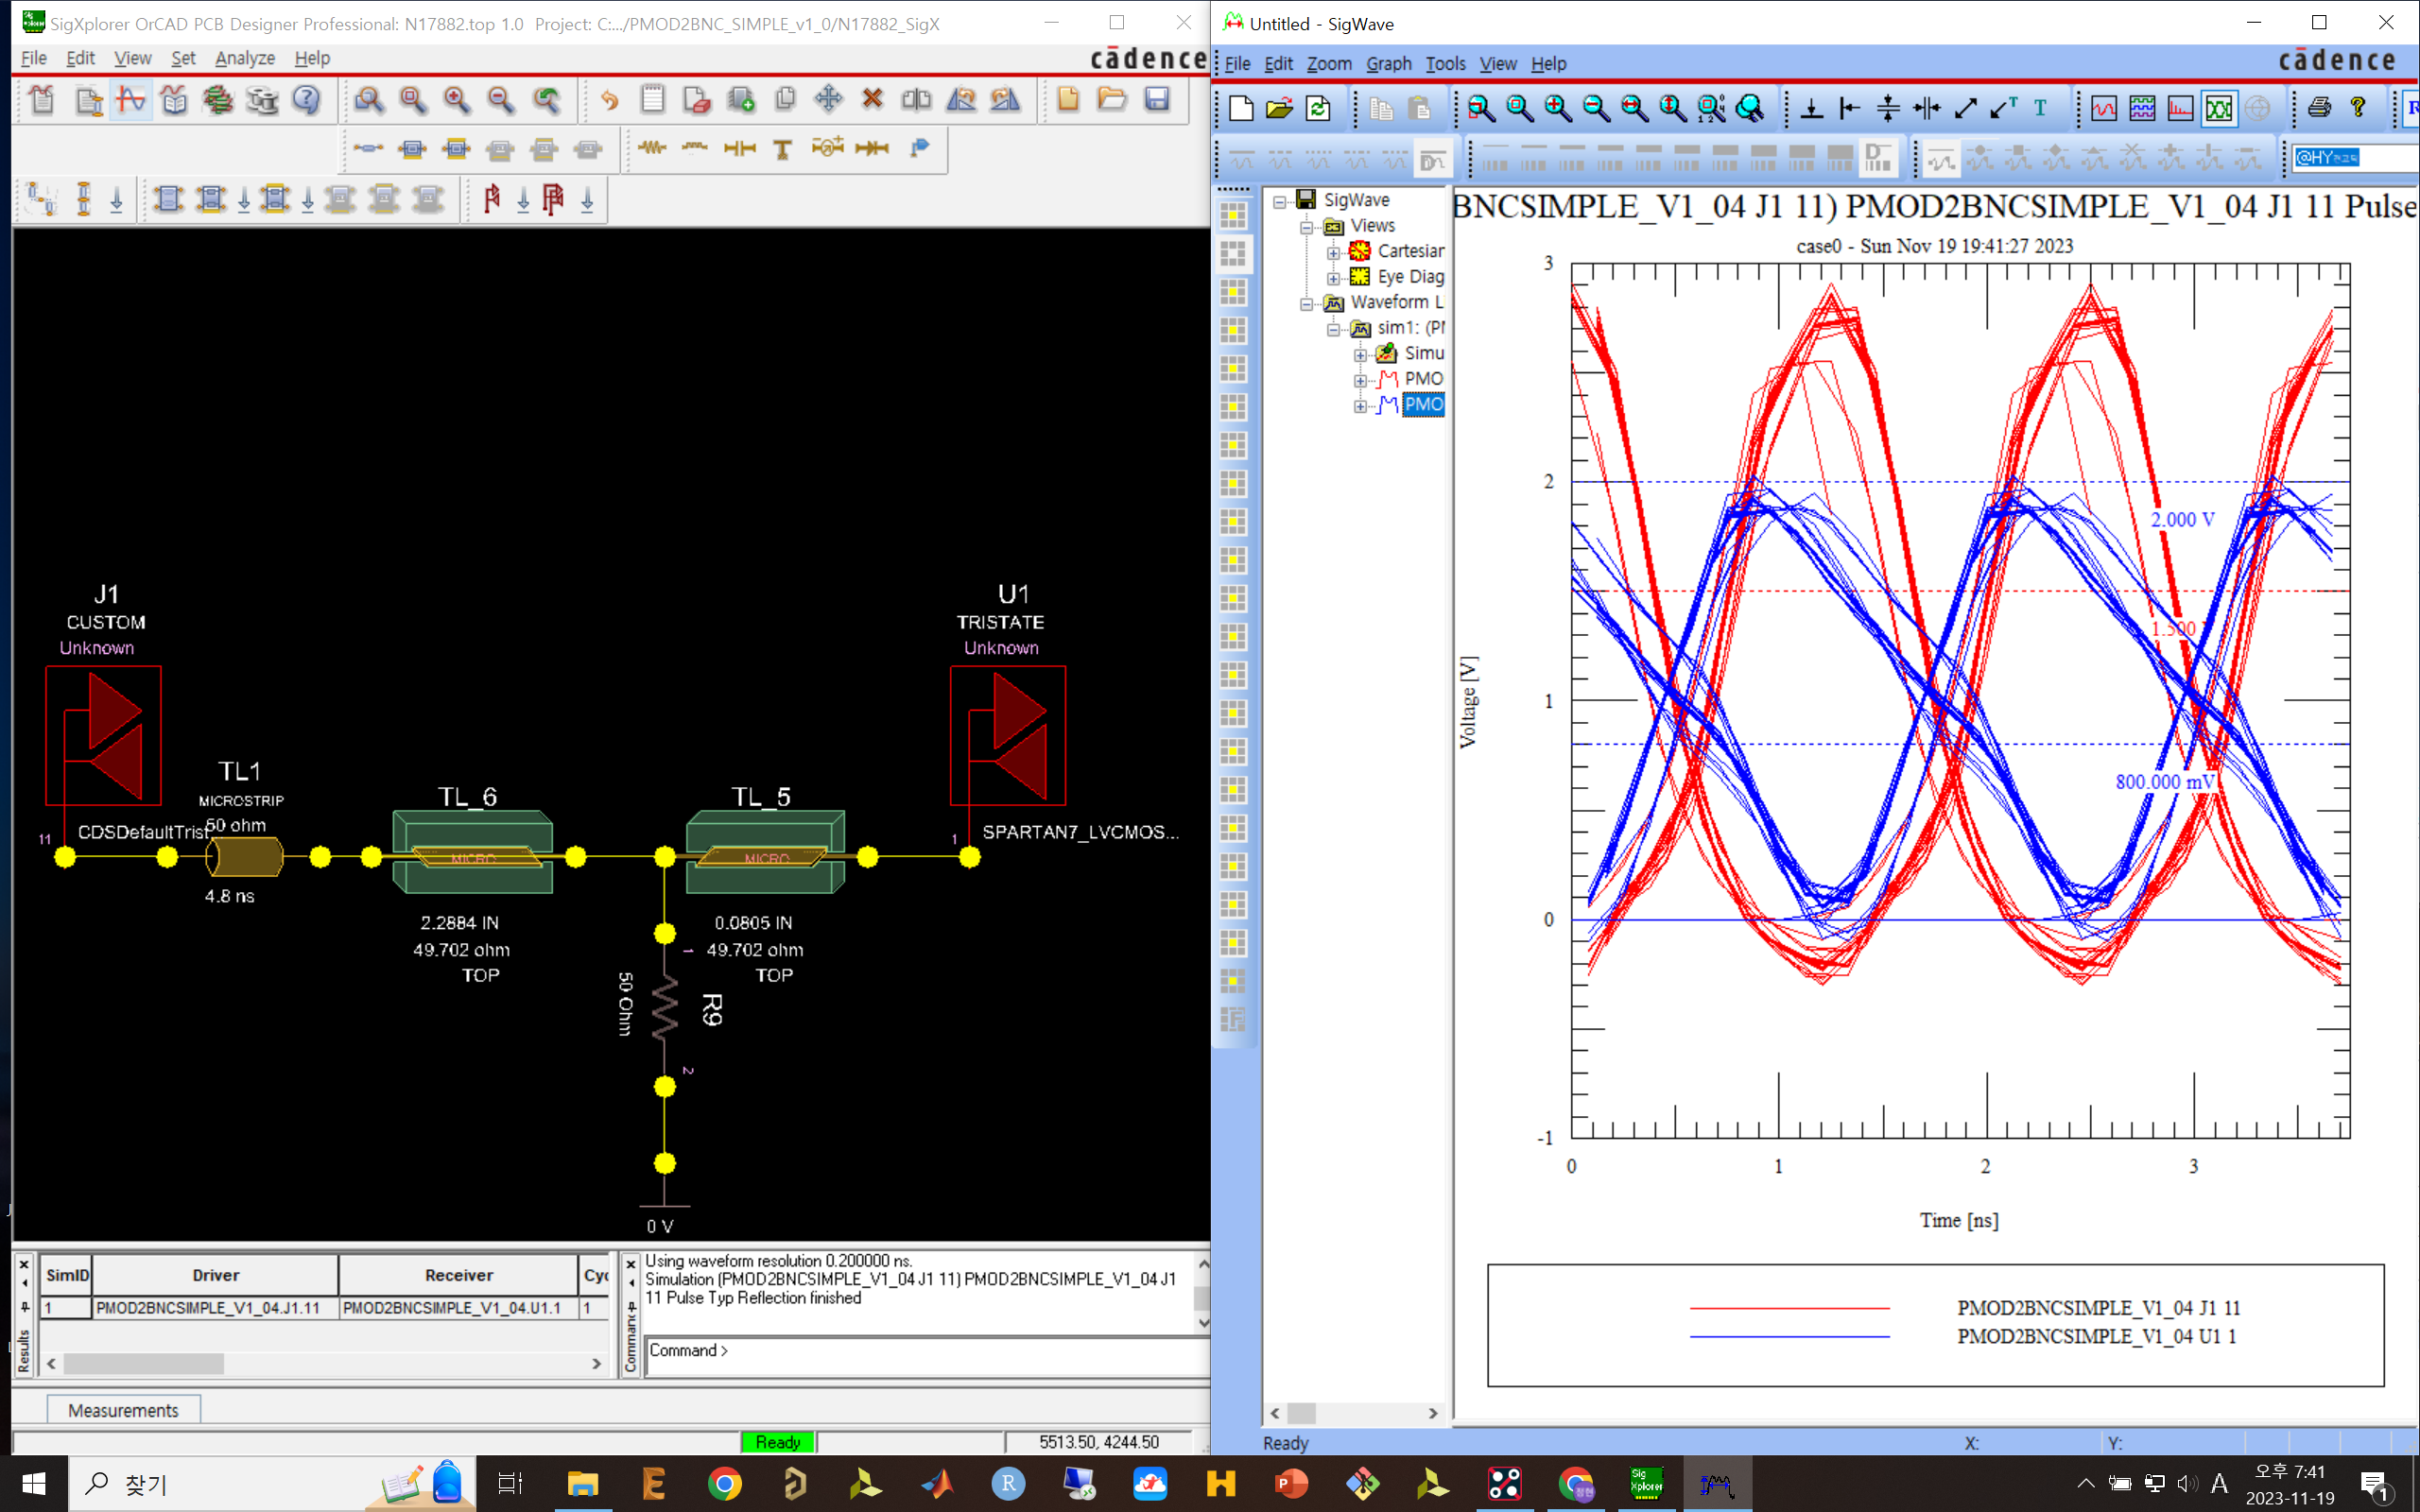 SigXplorer OrCAD PCB Designer Professional: N17882.top 1.0 Project: C:.../PMOD2BNC_SIMPLE_v1_0/N17882_SigX
File Edit View Set Analyze Help
cādence
J1
CUSTOM
Unknown
U1
TRISTATE
Unknown
TL1
MICROSTRIP
50 ohm
TL_6
TL_5
11
CDSDefaultTrist
MICRO
MICRO
1
SPARTAN7_LVCMOS...
4.8 ns
2.2884 IN
49.702 ohm
TOP
0.0805 IN
49.702 ohm
TOP
1
50 Ohm
R9
2
0 V
SimID Driver Receiver Cyc
1 PMOD2BNCSIMPLE_V1_04.J1.11 PMOD2BNCSIMPLE_V1_04.U1.1 1
Results
Using waveform resolution 0.200000 ns.
Simulation (PMOD2BNCSIMPLE_V1_04 J1 11) PMOD2BNCSIMPLE_V1_04 J1
11 Pulse Typ Reflection finished
Command >
Command
Measurements
Ready
5513.50, 4244.50
Untitled - SigWave
File Edit Zoom Graph Tools View Help
cādence
SigWave
Views
Cartesian
Eye Diag
Waveform L
sim1: (PM
Simu
PMO
PMO
BNCSIMPLE_V1_04 J1 11) PMOD2BNCSIMPLE_V1_04 J1 11 Pulse
case0 - Sun Nov 19 19:41:27 2023
3
2
1
0
-1
Voltage [V]
2.000 V
1.500
800.000 mV
0 1 2 3
Time [ns]
PMOD2BNCSIMPLE_V1_04 J1 11
PMOD2BNCSIMPLE_V1_04 U1 1
Ready
X: Y:
찾기
A
오후 7:41
2023-11-19
1